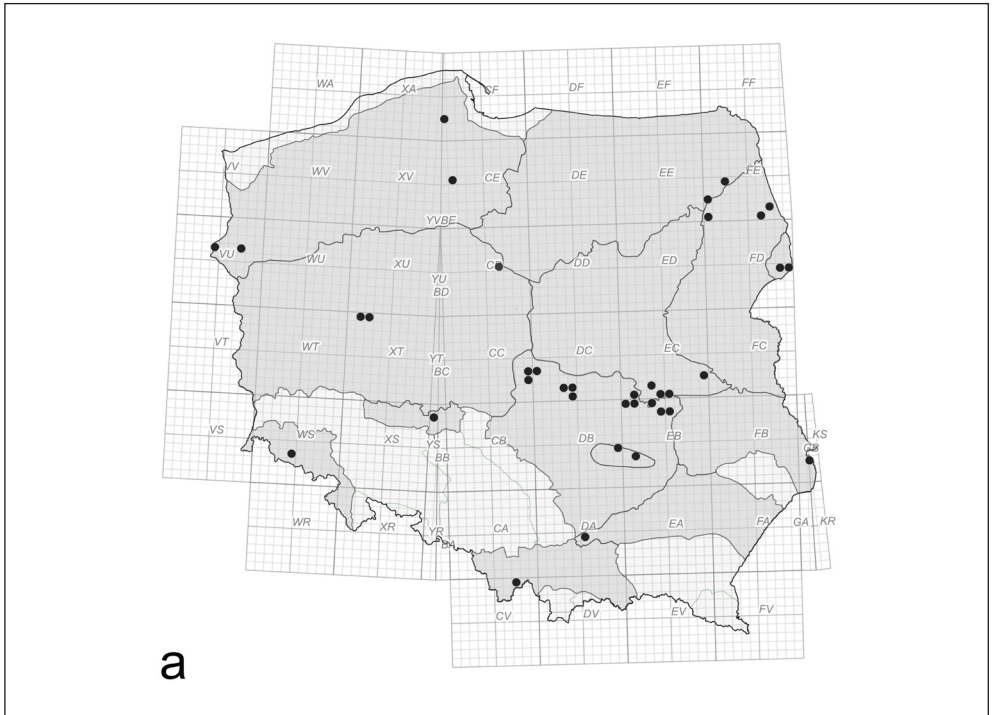 WA XA CF DF EF FF
VV WV XV CE DE EE FE
YVBE
VU WU XU CD DD ED FD
YU
BD
VT WT XT YT CC DC EC FC
BC
VS WS XS YS CB DB EB FB KS
BB GB
WR XR YR CA DA EA FA GA KR
BA
CV DV EV FV
a